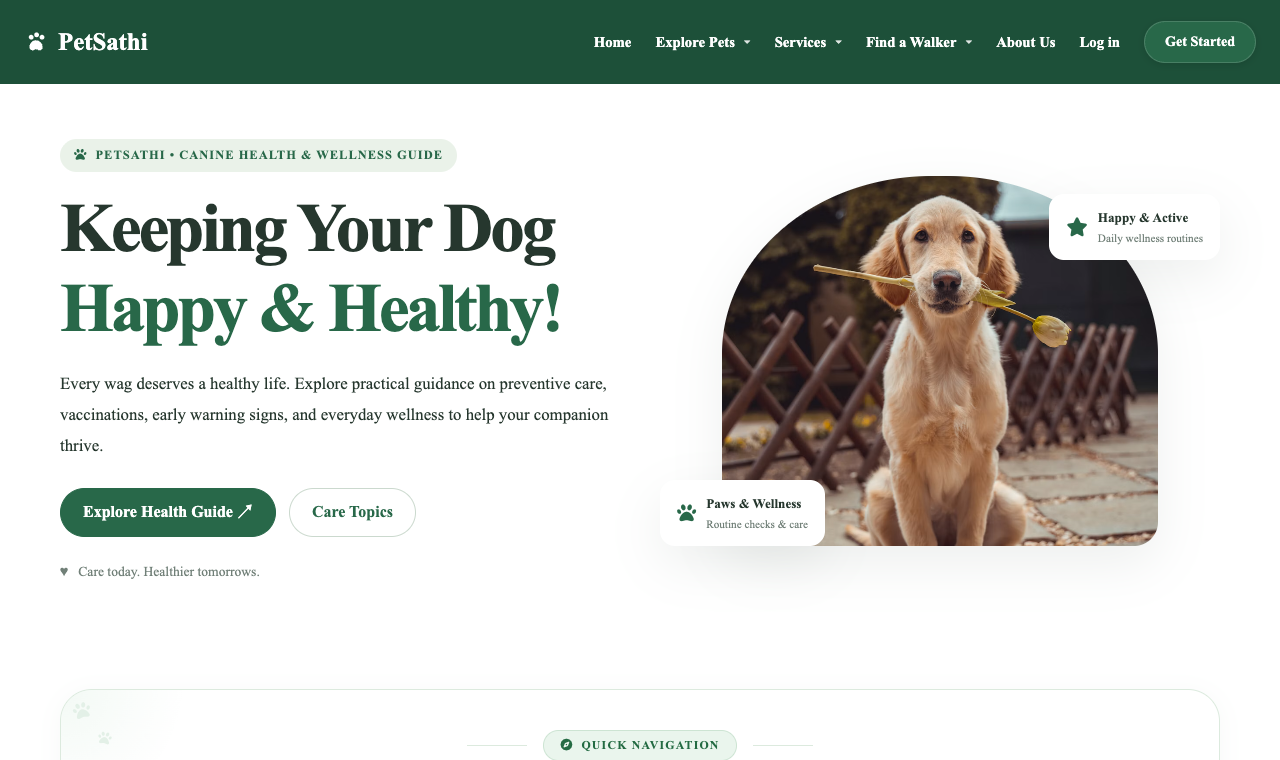 PetSathi
Home
Explore Pets
Services
Find a Walker
About Us
Log in
Get Started
PETSATHI • CANINE HEALTH & WELLNESS GUIDE
Keeping Your Dog
Happy & Healthy!
Every wag deserves a healthy life. Explore practical guidance on preventive care,
vaccinations, early warning signs, and everyday wellness to help your companion
thrive.
Explore Health Guide ↗
Care Topics
♥ Care today. Healthier tomorrows.
Happy & Active
Daily wellness routines
Paws & Wellness
Routine checks & care
QUICK NAVIGATION